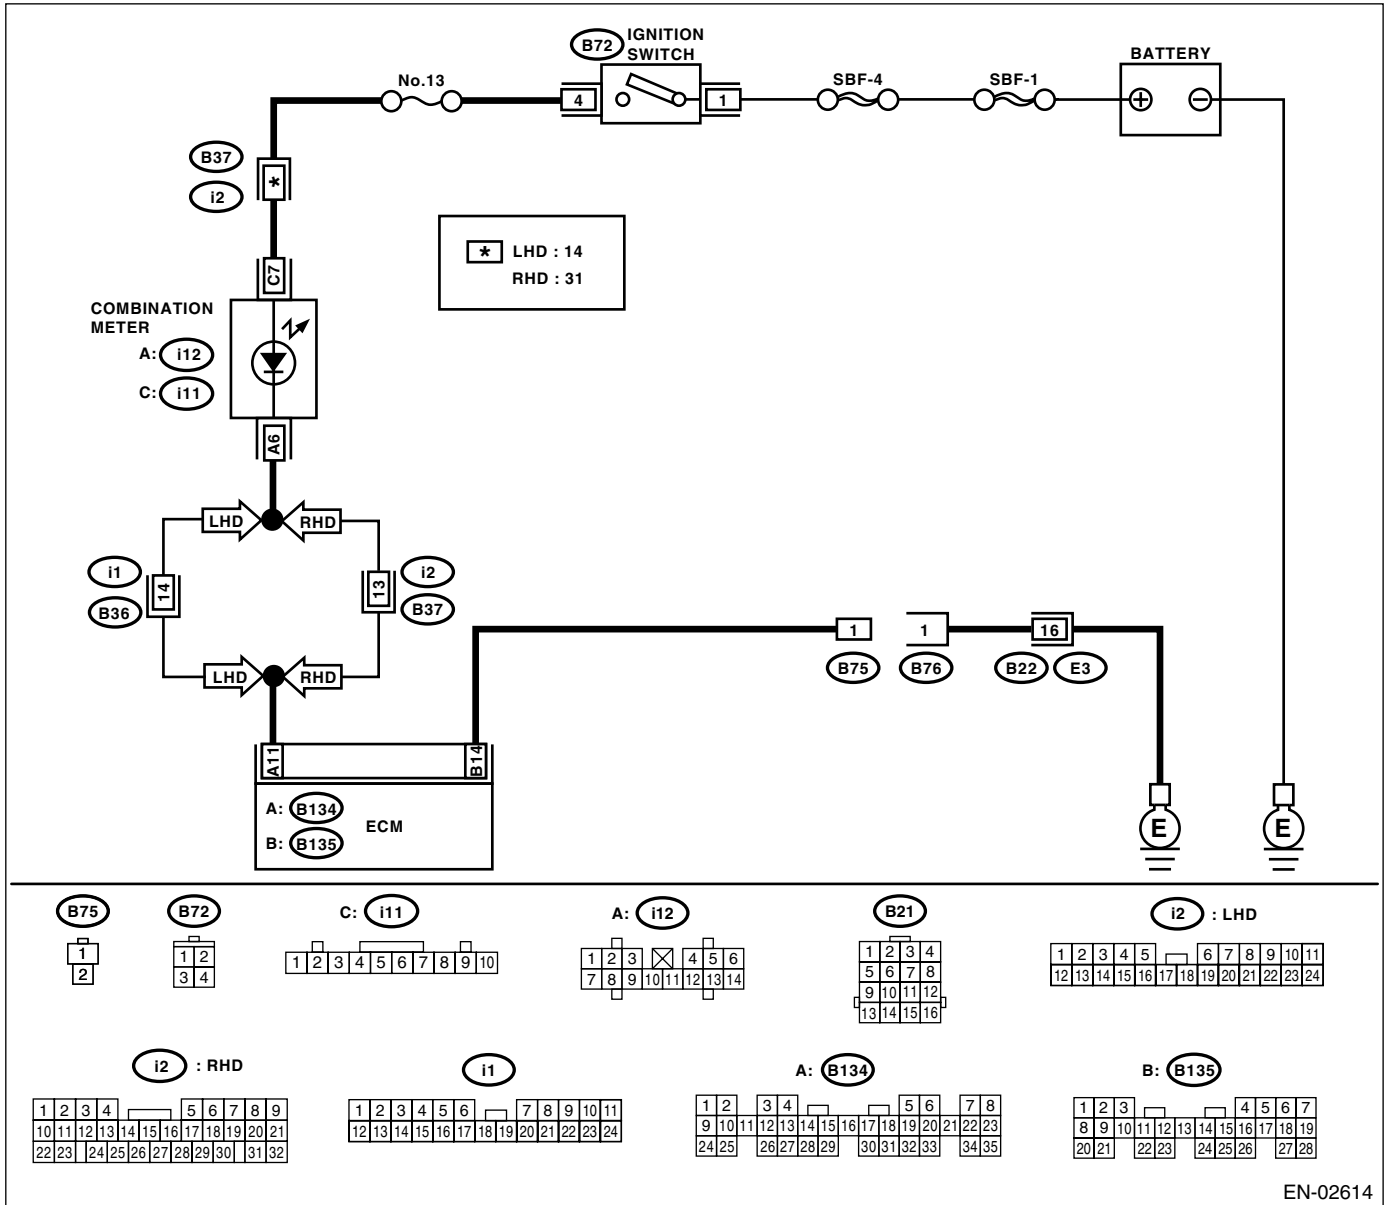 B72
IGNITION
SWITCH
No.13
4
1
SBF-4
SBF-1
BATTERY
+
−
B37
*
i2
* LHD : 14
RHD : 31
C7
COMBINATION
METER
A: i12
C: i11
A6
LHD
RHD
i1
14
B36
13
i2
B37
LHD
RHD
1
B75
1
B76
16
B22
E3
A11
B14
A: B134
B: B135
ECM
E
E
B75
1
2
B72
1 2
3 4
C: i11
1 2 3 4 5 6 7 8 9 10
A: i12
1 2 3 4 5 6
7 8 9 10 11 12 13 14
B21
1 2 3 4
5 6 7 8
9 10 11 12
13 14 15 16
i2 : LHD
1 2 3 4 5 6 7 8 9 10 11
12 13 14 15 16 17 18 19 20 21 22 23 24
i2 : RHD
1 2 3 4 5 6 7 8 9
10 11 12 13 14 15 16 17 18 19 20 21
22 23 24 25 26 27 28 29 30 31 32
i1
1 2 3 4 5 6 7 8 9 10 11
12 13 14 15 16 17 18 19 20 21 22 23 24
A: B134
1 2 3 4 5 6 7 8
9 10 11 12 13 14 15 16 17 18 19 20 21 22 23
24 25 26 27 28 29 30 31 32 33 34 35
B: B135
1 2 3 4 5 6 7
8 9 10 11 12 13 14 15 16 17 18 19
20 21 22 23 24 25 26 27 28
EN-02614